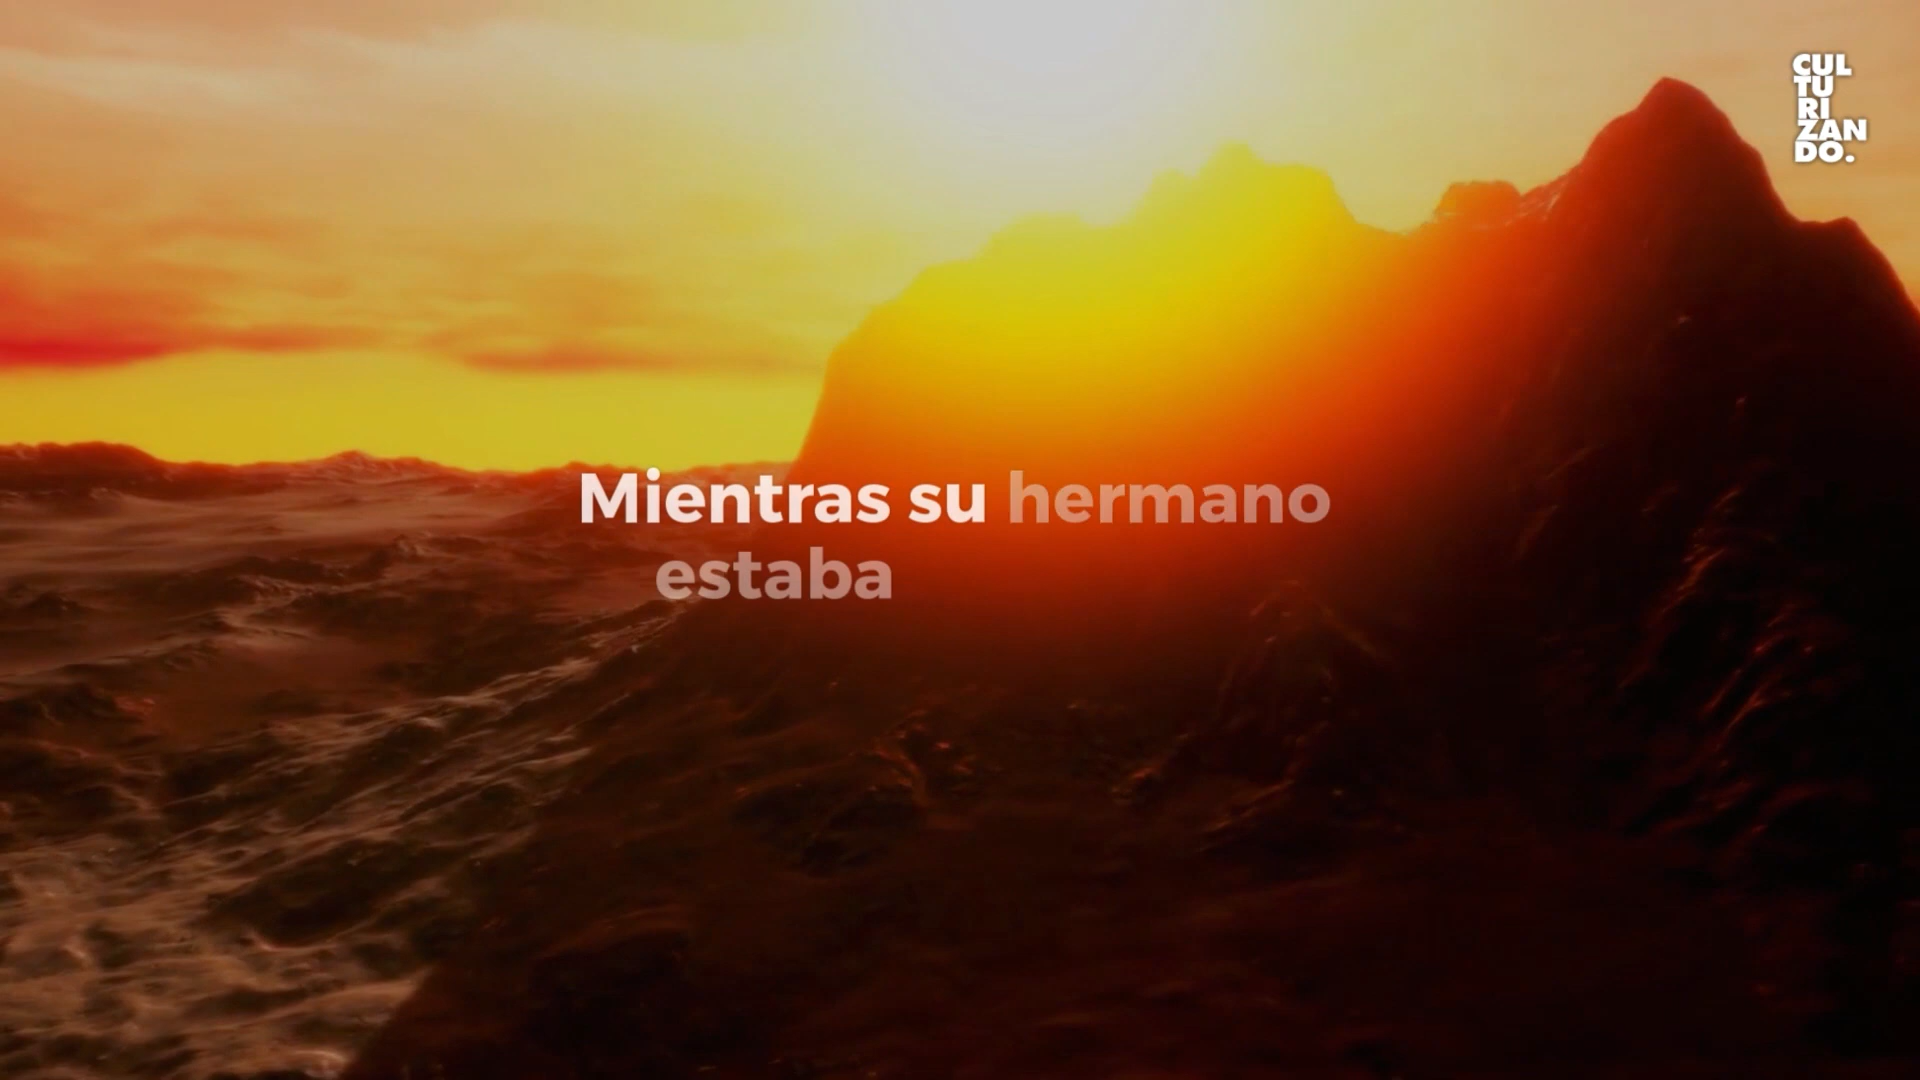 Mientras su hermano
estaba
CUL
TU
RI
ZAN
DO.